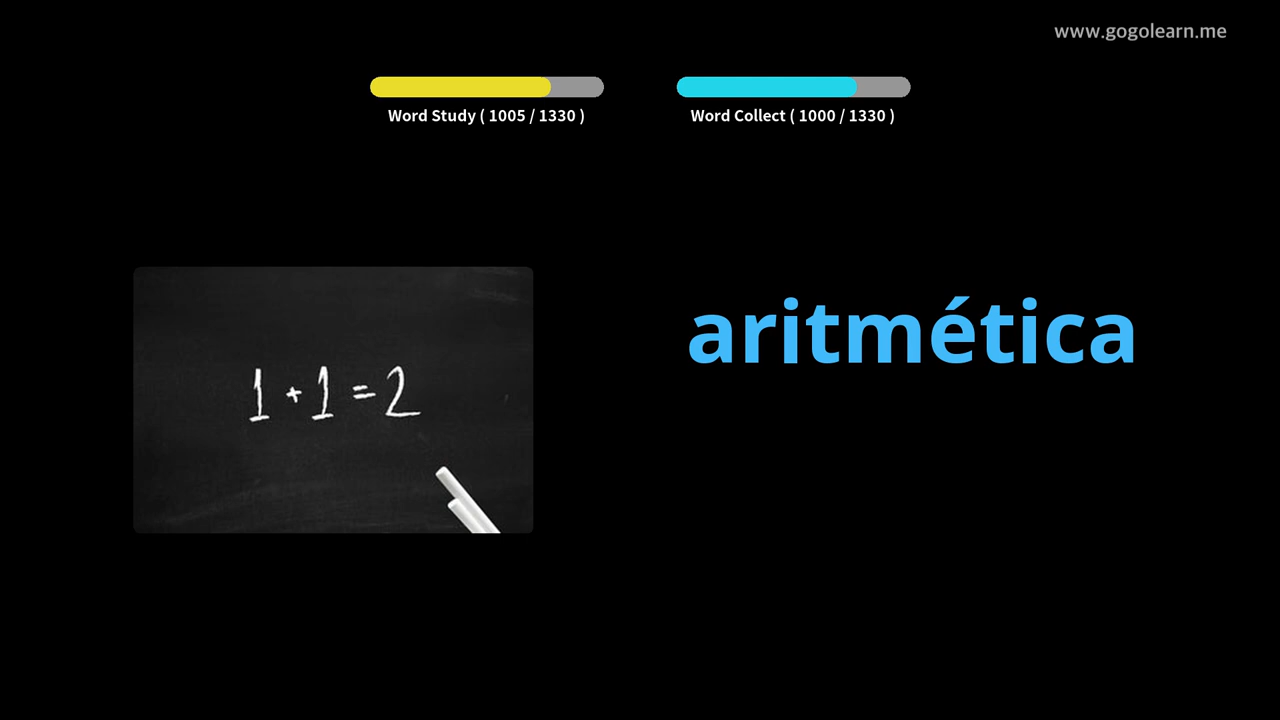 www.gogolearn.me
Word Study ( 1005 / 1330 )
Word Collect ( 1000 / 1330 )
aritmética
1 + 1 = 2